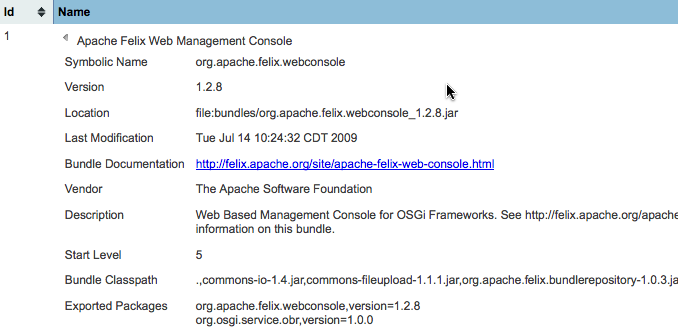 Id Name
1 Apache Felix Web Management Console
Symbolic Name org.apache.felix.webconsole
Version 1.2.8
Location file:bundles/org.apache.felix.webconsole_1.2.8.jar
Last Modification Tue Jul 14 10:24:32 CDT 2009
Bundle Documentation http://felix.apache.org/site/apache-felix-web-console.html
Vendor The Apache Software Foundation
Description Web Based Management Console for OSGi Frameworks. See http://felix.apache.org/apache
information on this bundle.
Start Level 5
Bundle Classpath .,commons-io-1.4.jar,commons-fileupload-1.1.1.jar,org.apache.felix.bundlerepository-1.0.3.ja
Exported Packages org.apache.felix.webconsole,version=1.2.8
org.osgi.service.obr,version=1.0.0